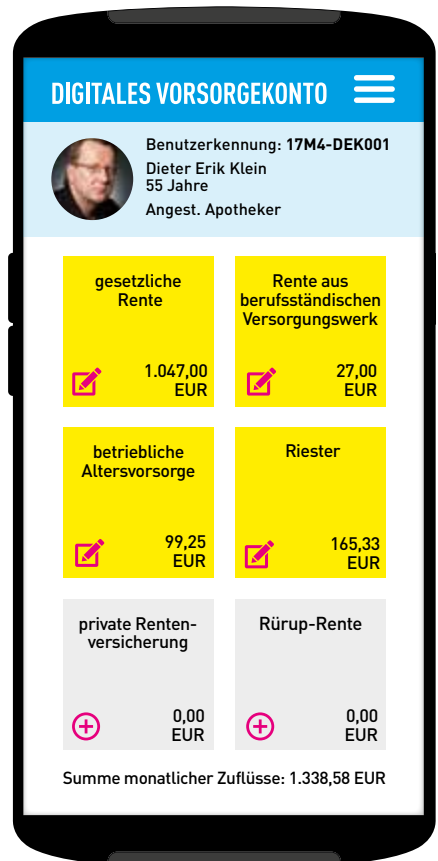 DIGITALES VORSORGEKONTO
Benutzerkennung: 17M4-DEK001
Dieter Erik Klein
55 Jahre
Angest. Apotheker
gesetzliche
Rente
1.047,00
EUR
Rente aus
berufsständischen
Versorgungswerk
27,00
EUR
betriebliche
Altersvorsorge
99,25
EUR
Riester
165,33
EUR
private Renten-
versicherung
0,00
EUR
Rürup-Rente
0,00
EUR
Summe monatlicher Zuflüsse: 1.338,58 EUR